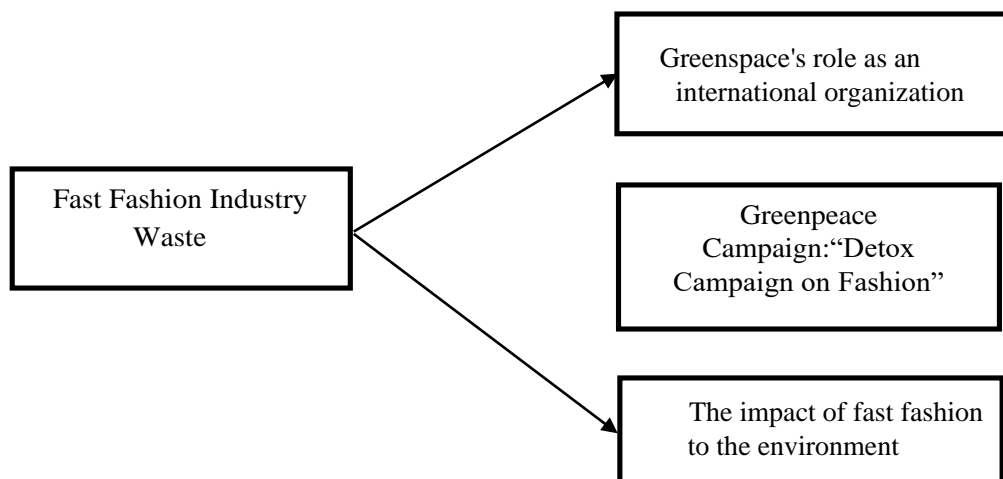 Greenspace's role as an
international organization
Fast Fashion Industry
Waste
Greenpeace
Campaign:“Detox
Campaign on Fashion”
The impact of fast fashion
to the environment